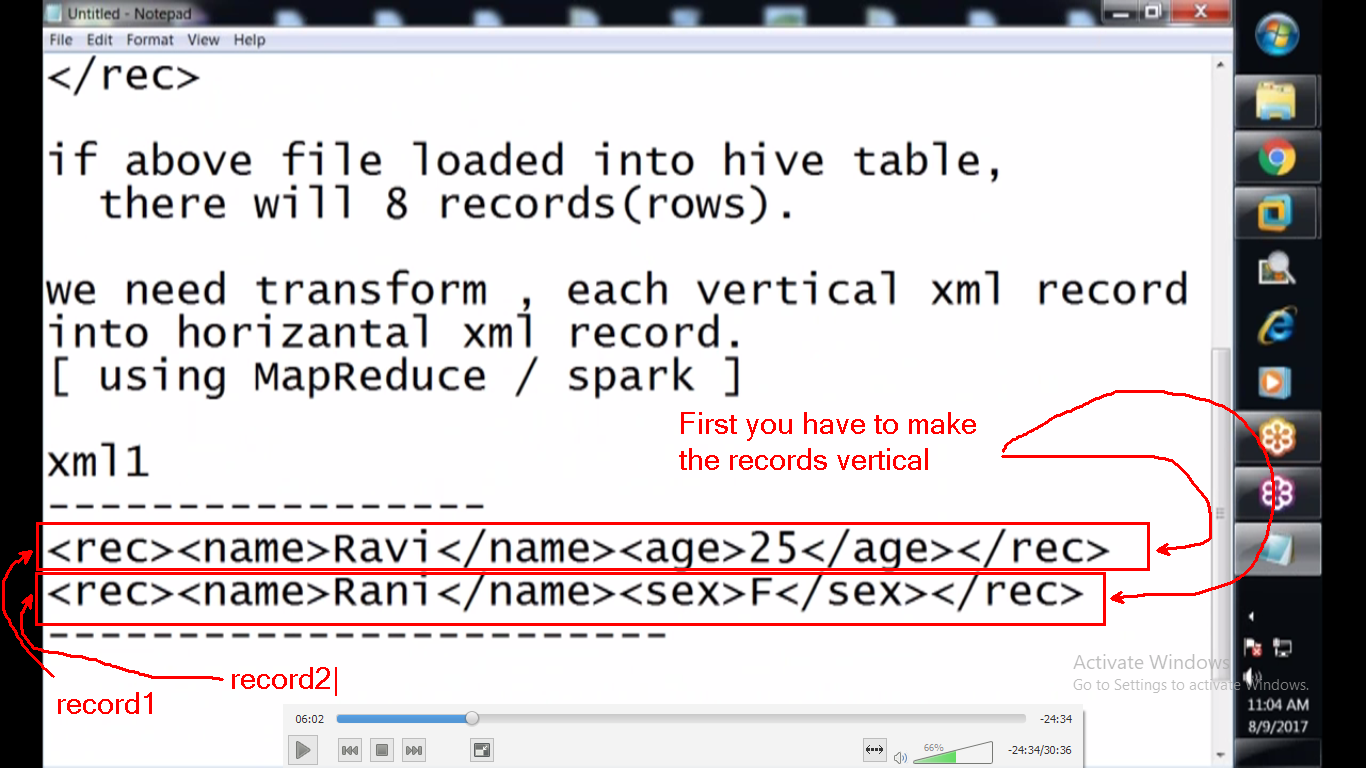 Untitled - Notepad
File Edit Format View Help
</rec>
if above file loaded into hive table,
there will 8 records(rows).
we need transform , each vertical xml record
into horizantal xml record.
[ using MapReduce / spark ]
First you have to make
the records vertical
xml1
-----------------
<rec><name>Ravi</name><age>25</age></rec>
<rec><name>Rani</name><sex>F</sex></rec>
------------------------
record1
record2
Activate Windows
Go to Settings to activate Windows.
11:04 AM
8/9/2017
06:02
-24:34
66%
-24:34/30:36